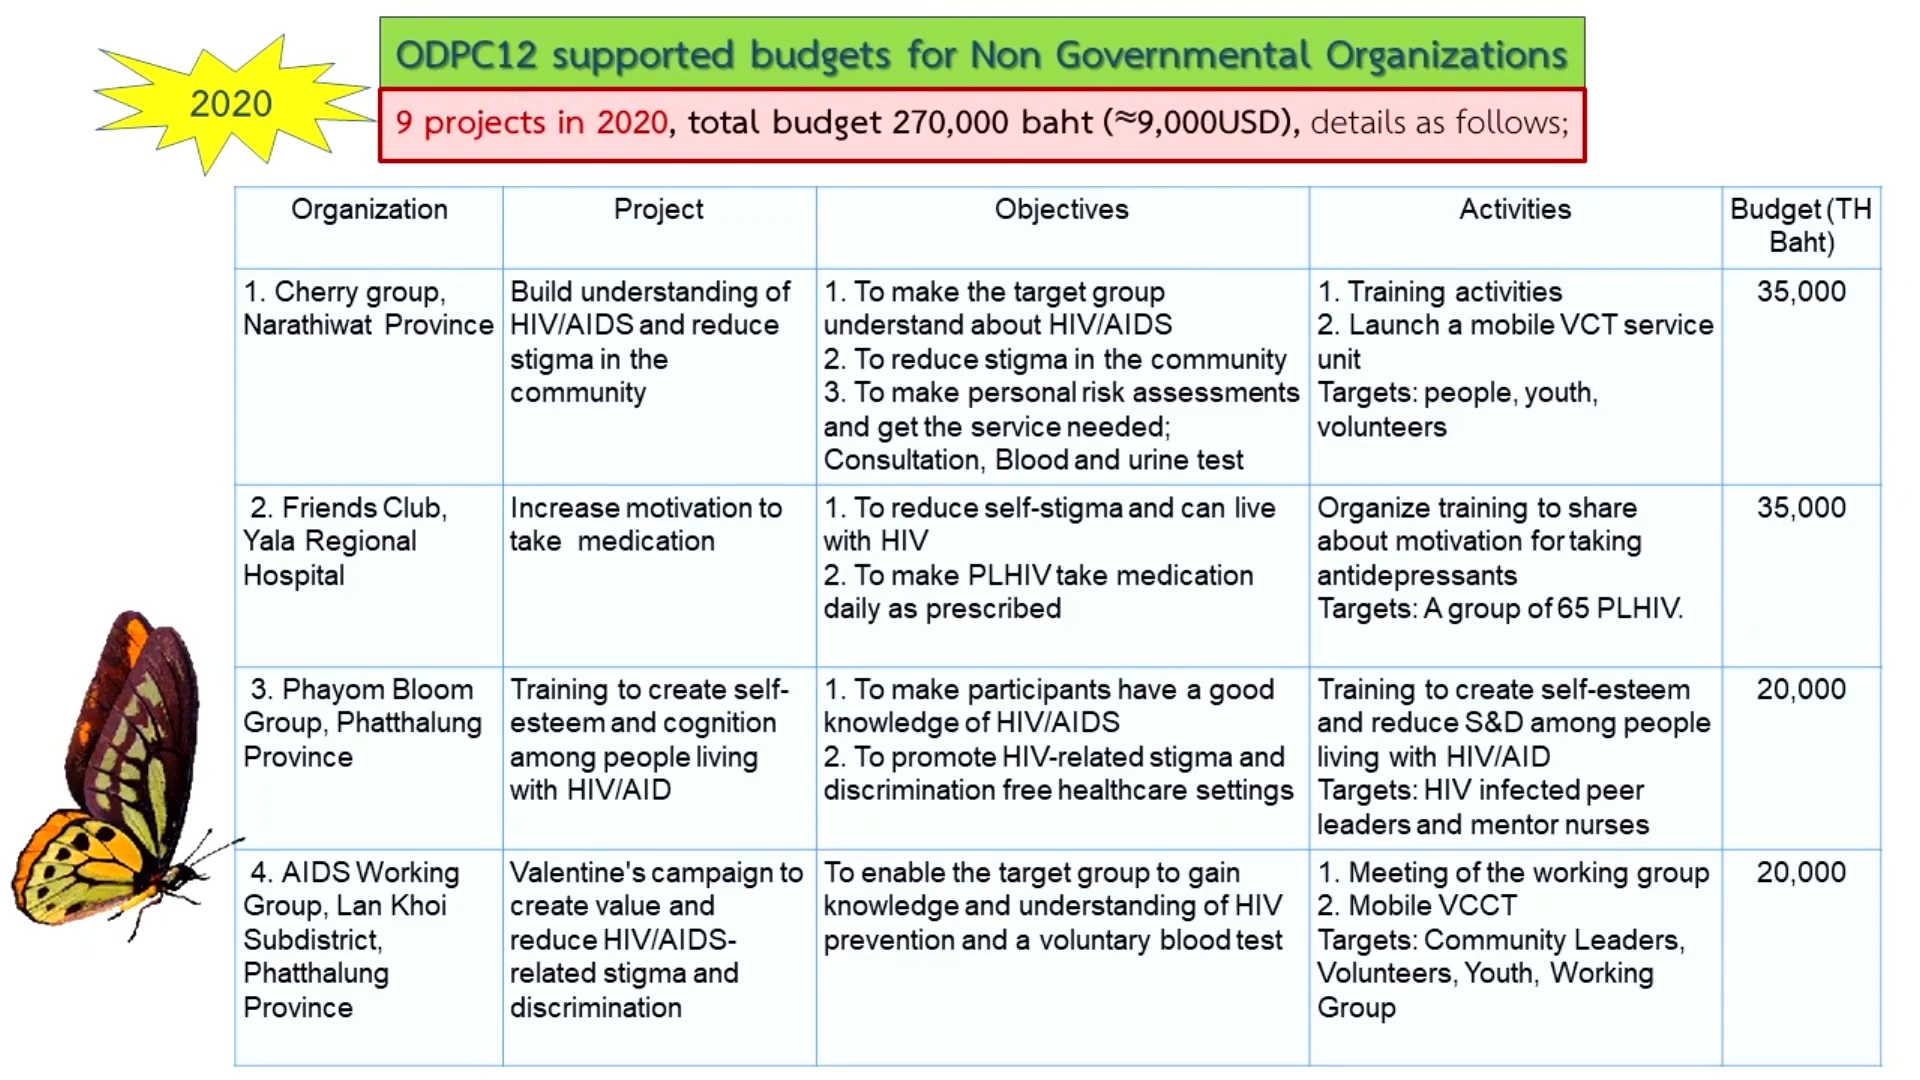 2020
ODPC12 supported budgets for Non Governmental Organizations
9 projects in 2020, total budget 270,000 baht (≈9,000USD), details as follows;
Organization
Project
Objectives
Activities
Budget (TH
Baht)
1. Cherry group,
Narathiwat Province
Build understanding of
HIV/AIDS and reduce
stigma in the
community
1. To make the target group
understand about HIV/AIDS
2. To reduce stigma in the community
3. To make personal risk assessments
and get the service needed;
Consultation, Blood and urine test
1. Training activities
2. Launch a mobile VCT service
unit
Targets: people, youth,
volunteers
35,000
2. Friends Club,
Yala Regional
Hospital
Increase motivation to
take medication
1. To reduce self-stigma and can live
with HIV
2. To make PLHIV take medication
daily as prescribed
Organize training to share
about motivation for taking
antidepressants
Targets: A group of 65 PLHIV.
35,000
3. Phayom Bloom
Group, Phatthalung
Province
Training to create self-
esteem and cognition
among people living
with HIV/AID
1. To make participants have a good
knowledge of HIV/AIDS
2. To promote HIV-related stigma and
discrimination free healthcare settings
Training to create self-esteem
and reduce S&D among people
living with HIV/AID
Targets: HIV infected peer
leaders and mentor nurses
20,000
4. AIDS Working
Group, Lan Khoi
Subdistrict,
Phatthalung
Province
Valentine's campaign to
create value and
reduce HIV/AIDS-
related stigma and
discrimination
To enable the target group to gain
knowledge and understanding of HIV
prevention and a voluntary blood test
1. Meeting of the working group
2. Mobile VCCT
Targets: Community Leaders,
Volunteers, Youth, Working
Group
20,000